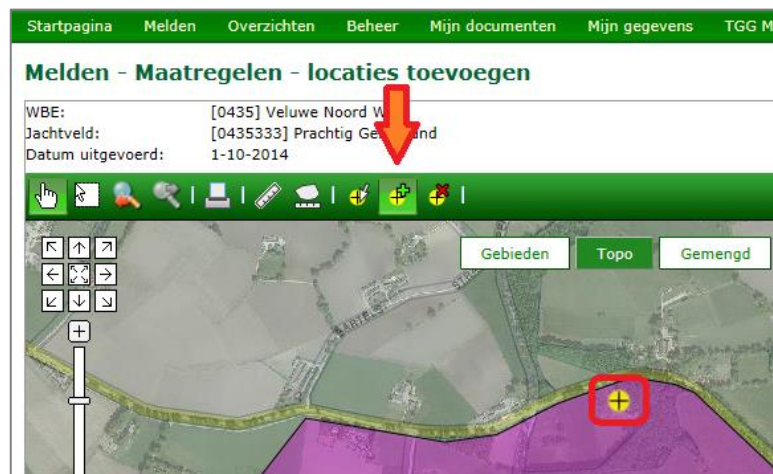 Startpagina Melden Overzichten Beheer Mijn documenten Mijn gegevens TGG M
Melden - Maatregelen - locaties toevoegen
WBE: [0435] Veluwe Noord W
Jachtveld: [0435333] Prachtig
Datum uitgevoerd: 1-10-2014
Gebieden Topo Gemengd